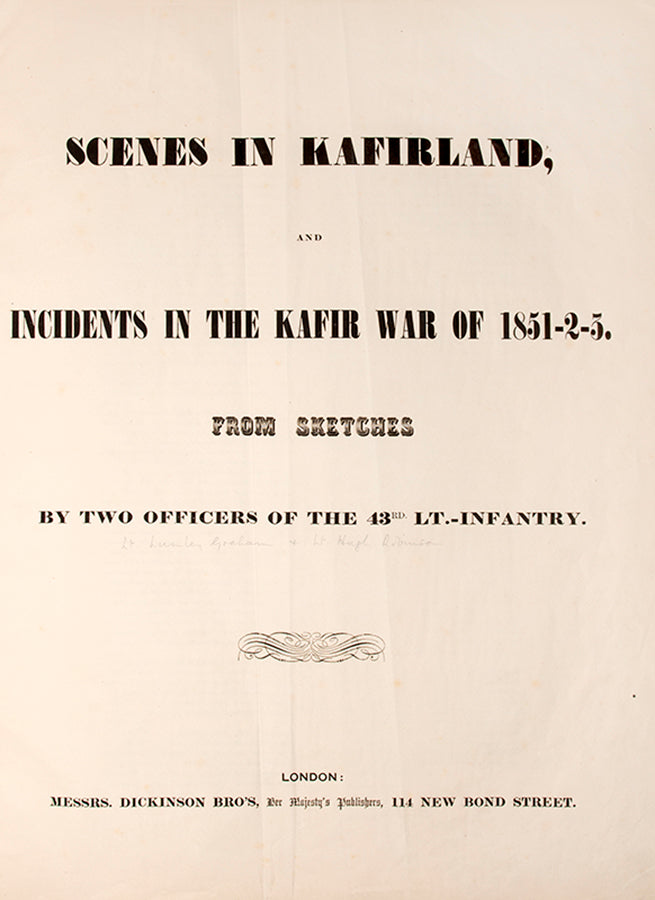 SCENES IN KAFIRLAND,
AND
INCIDENTS IN THE KAFIR WAR OF 1851-2-3.
FROM SKETCHES
BY TWO OFFICERS OF THE 43RD. LT.-INFANTRY.
Lt Lumley Graham & Lt Hugh Robinson
LONDON:
MESSRS. DICKINSON BRO'S, Her Majesty's Publishers, 114 NEW BOND STREET.